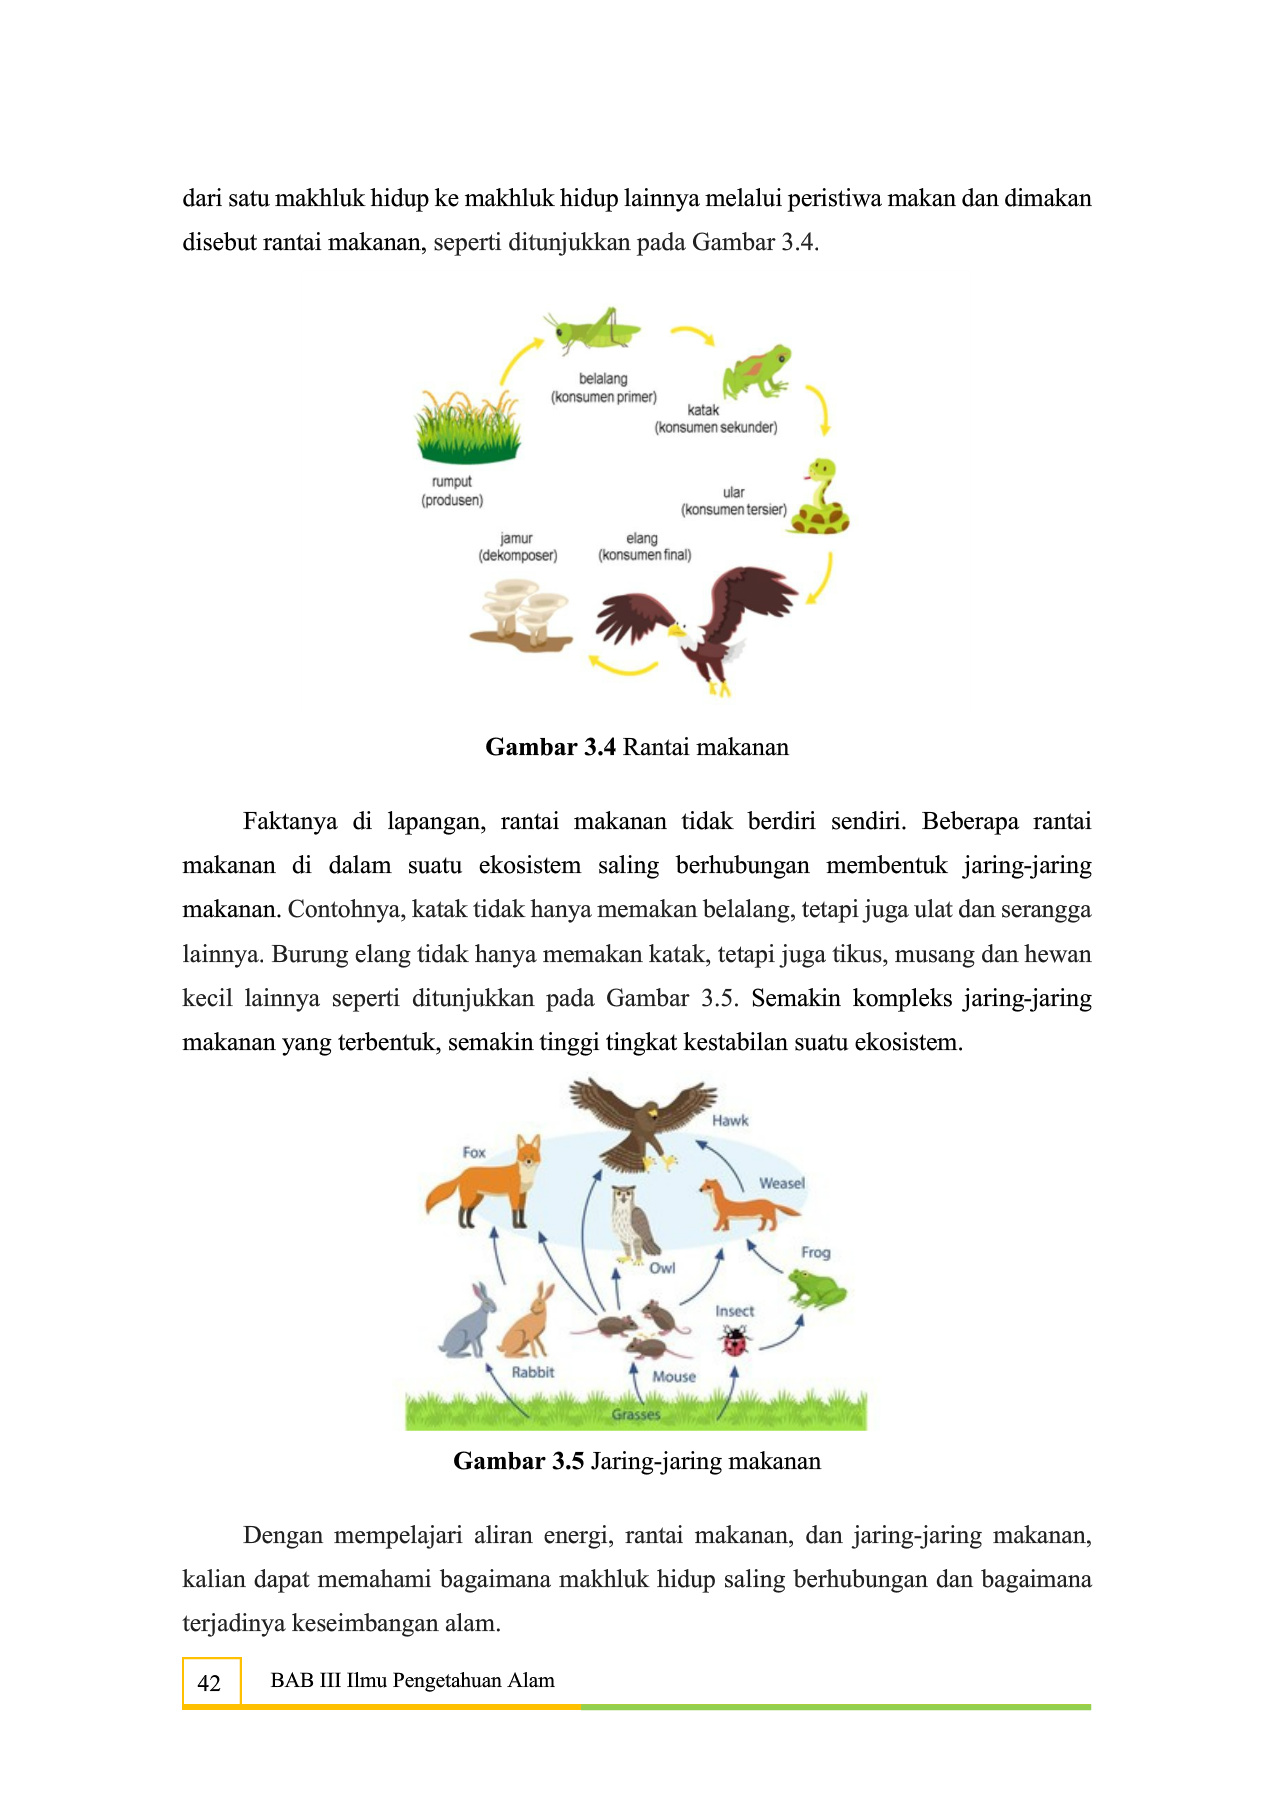 dari satu makhluk hidup ke makhluk hidup lainnya melalui peristiwa makan dan dimakan
disebut rantai makanan, seperti ditunjukkan pada Gambar 3.4.
belalang
(konsumen primer)
katak
(konsumen sekunder)
rumput
(produsen)
ular
(konsumen tersier)
jamur
(dekomposer)
elang
(konsumen final)
Gambar 3.4 Rantai makanan
Faktanya di lapangan, rantai makanan tidak berdiri sendiri. Beberapa rantai
makanan di dalam suatu ekosistem saling berhubungan membentuk jaring-jaring
makanan. Contohnya, katak tidak hanya memakan belalang, tetapi juga ulat dan serangga
lainnya. Burung elang tidak hanya memakan katak, tetapi juga tikus, musang dan hewan
kecil lainnya seperti ditunjukkan pada Gambar 3.5. Semakin kompleks jaring-jaring
makanan yang terbentuk, semakin tinggi tingkat kestabilan suatu ekosistem.
Hawk
Fox
Weasel
Frog
Owl
Insect
Rabbit
Mouse
Grasses
Gambar 3.5 Jaring-jaring makanan
Dengan mempelajari aliran energi, rantai makanan, dan jaring-jaring makanan,
kalian dapat memahami bagaimana makhluk hidup saling berhubungan dan bagaimana
terjadinya keseimbangan alam.
42 BAB III Ilmu Pengetahuan Alam